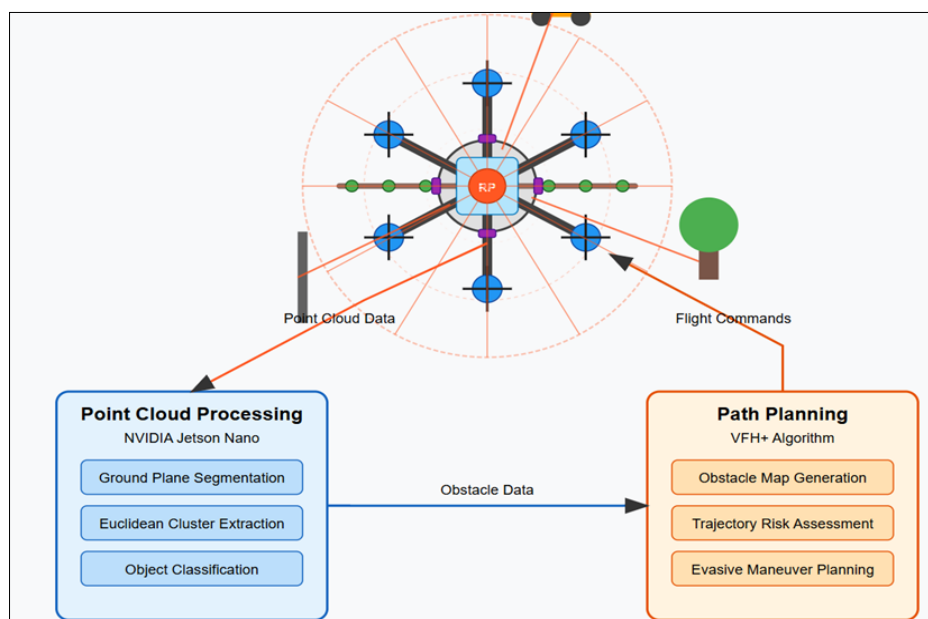 RP
Point Cloud Data
Flight Commands
Point Cloud Processing
NVIDIA Jetson Nano
Ground Plane Segmentation
Euclidean Cluster Extraction
Object Classification
Obstacle Data
Path Planning
VFH+ Algorithm
Obstacle Map Generation
Trajectory Risk Assessment
Evasive Maneuver Planning